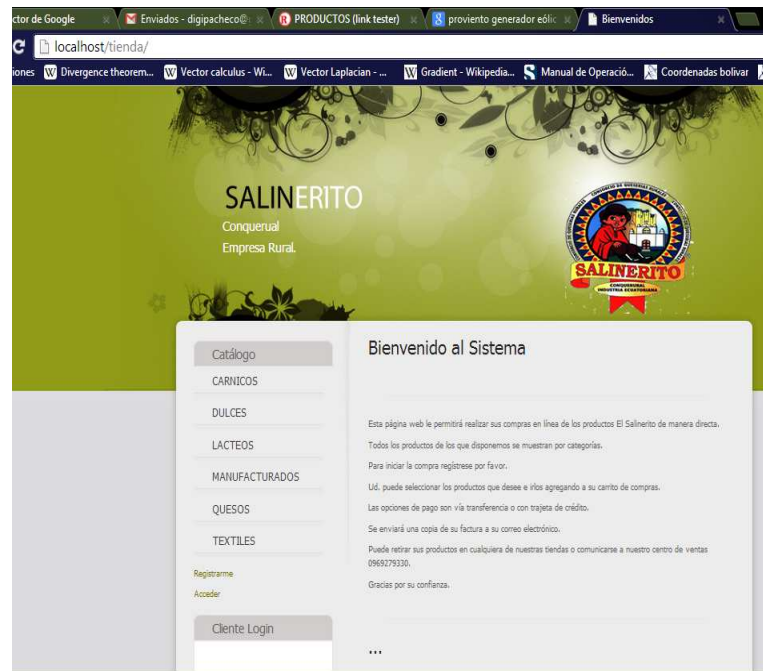 ctor de Google
Enviados - digipacheco@
PRODUCTOS (link tester)
proviento generador eólic
Bienvenidos
localhost/tienda/
iones
Divergence theorem...
Vector calculus - Wi...
Vector Laplacian - ...
Gradient - Wikipedia...
Manual de Operació...
Coordenadas bolivar
SALINERITO
Conquerual
Empresa Rural.
CONSORCIO DE QUESERIAS RURALES
SALINERITO
CONQUERURAL
INDUSTRIA ECUATORIANA
Catálogo
CARNICOS
DULCES
LACTEOS
MANUFACTURADOS
QUESOS
TEXTILES
Registrarme
Acceder
Cliente Login
Bienvenido al Sistema
Esta página web le permitirá realizar sus compras en línea de los productos El Salinerito de manera directa.
Todos los productos de los que disponemos se muestran por categorías.
Para iniciar la compra regístrese por favor.
Ud. puede seleccionar los productos que desee e irlos agregando a su carrito de compras.
Las opciones de pago son vía transferencia o con trajeta de crédito.
Se enviará una copia de su factura a su correo electrónico.
Puede retirar sus productos en cualquiera de nuestras tiendas o comunicarse a nuestro centro de ventas
0969279330.
Gracias por su confianza.
...